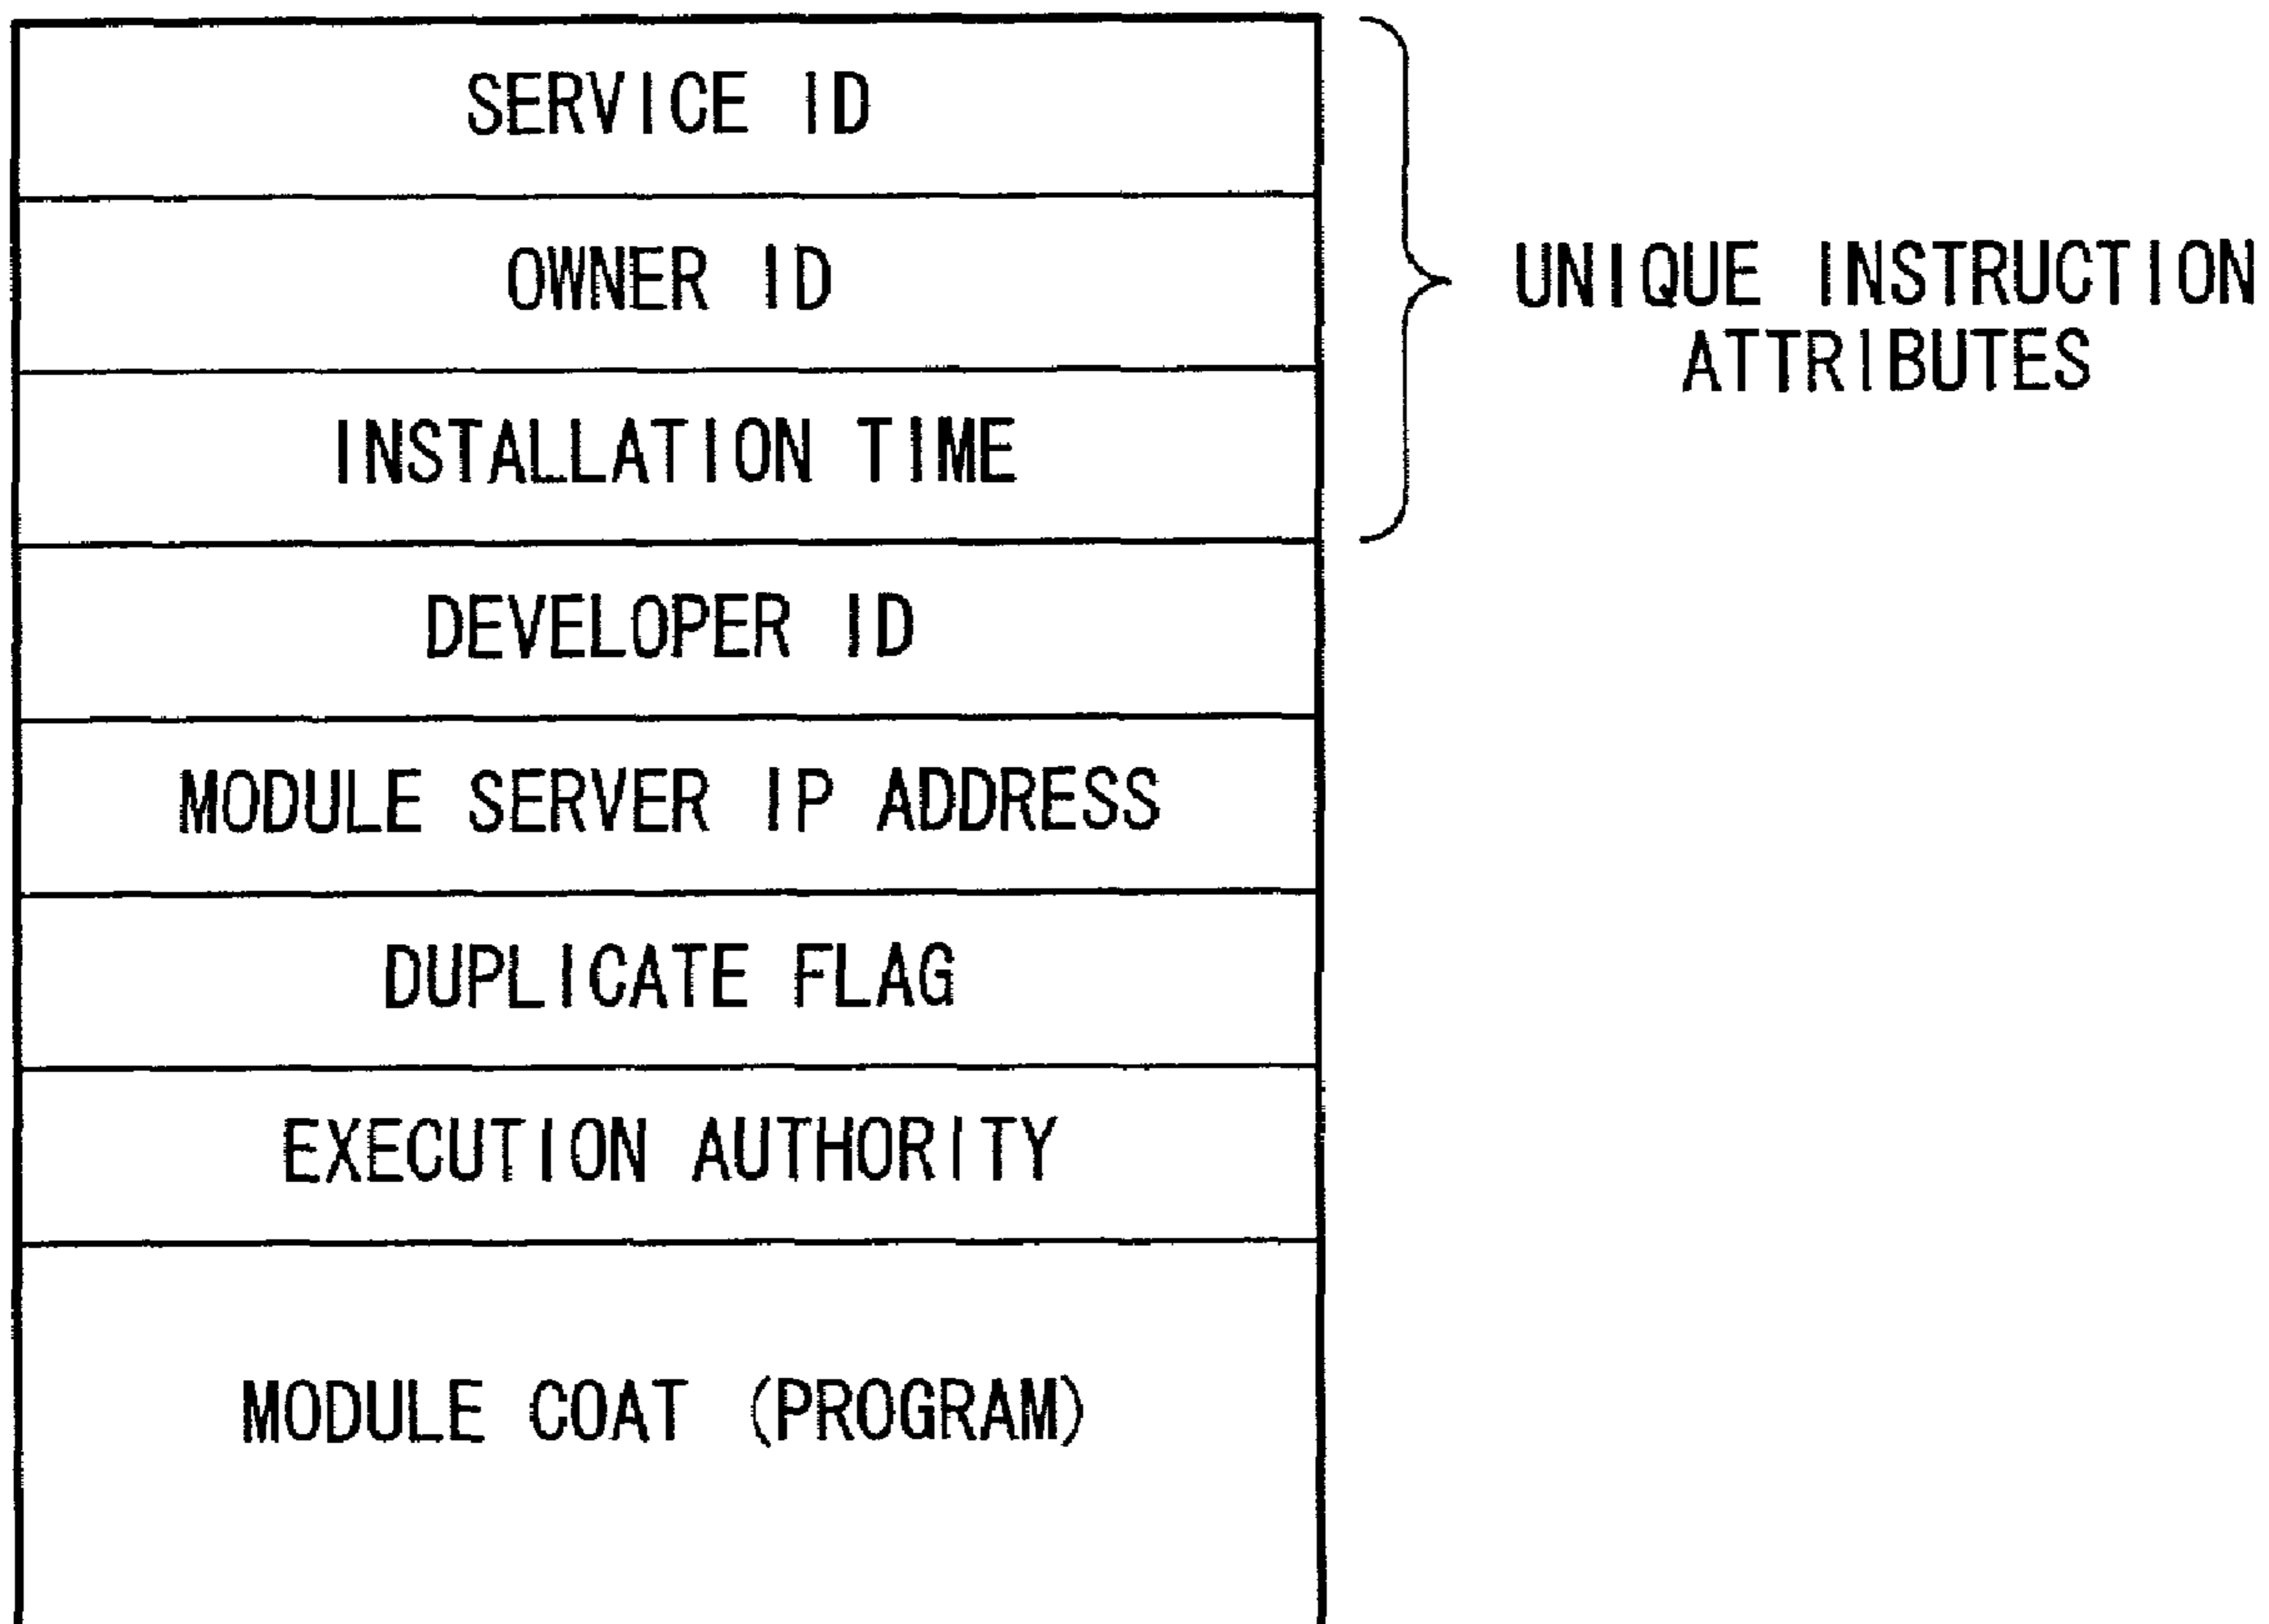 SERVICE ID
OWNER ID
INSTALLATION TIME
UNIQUE INSTRUCTION
ATTRIBUTES
DEVELOPER ID
MODULE SERVER IP ADDRESS
DUPLICATE FLAG
EXECUTION AUTHORITY
MODULE COAT (PROGRAM)